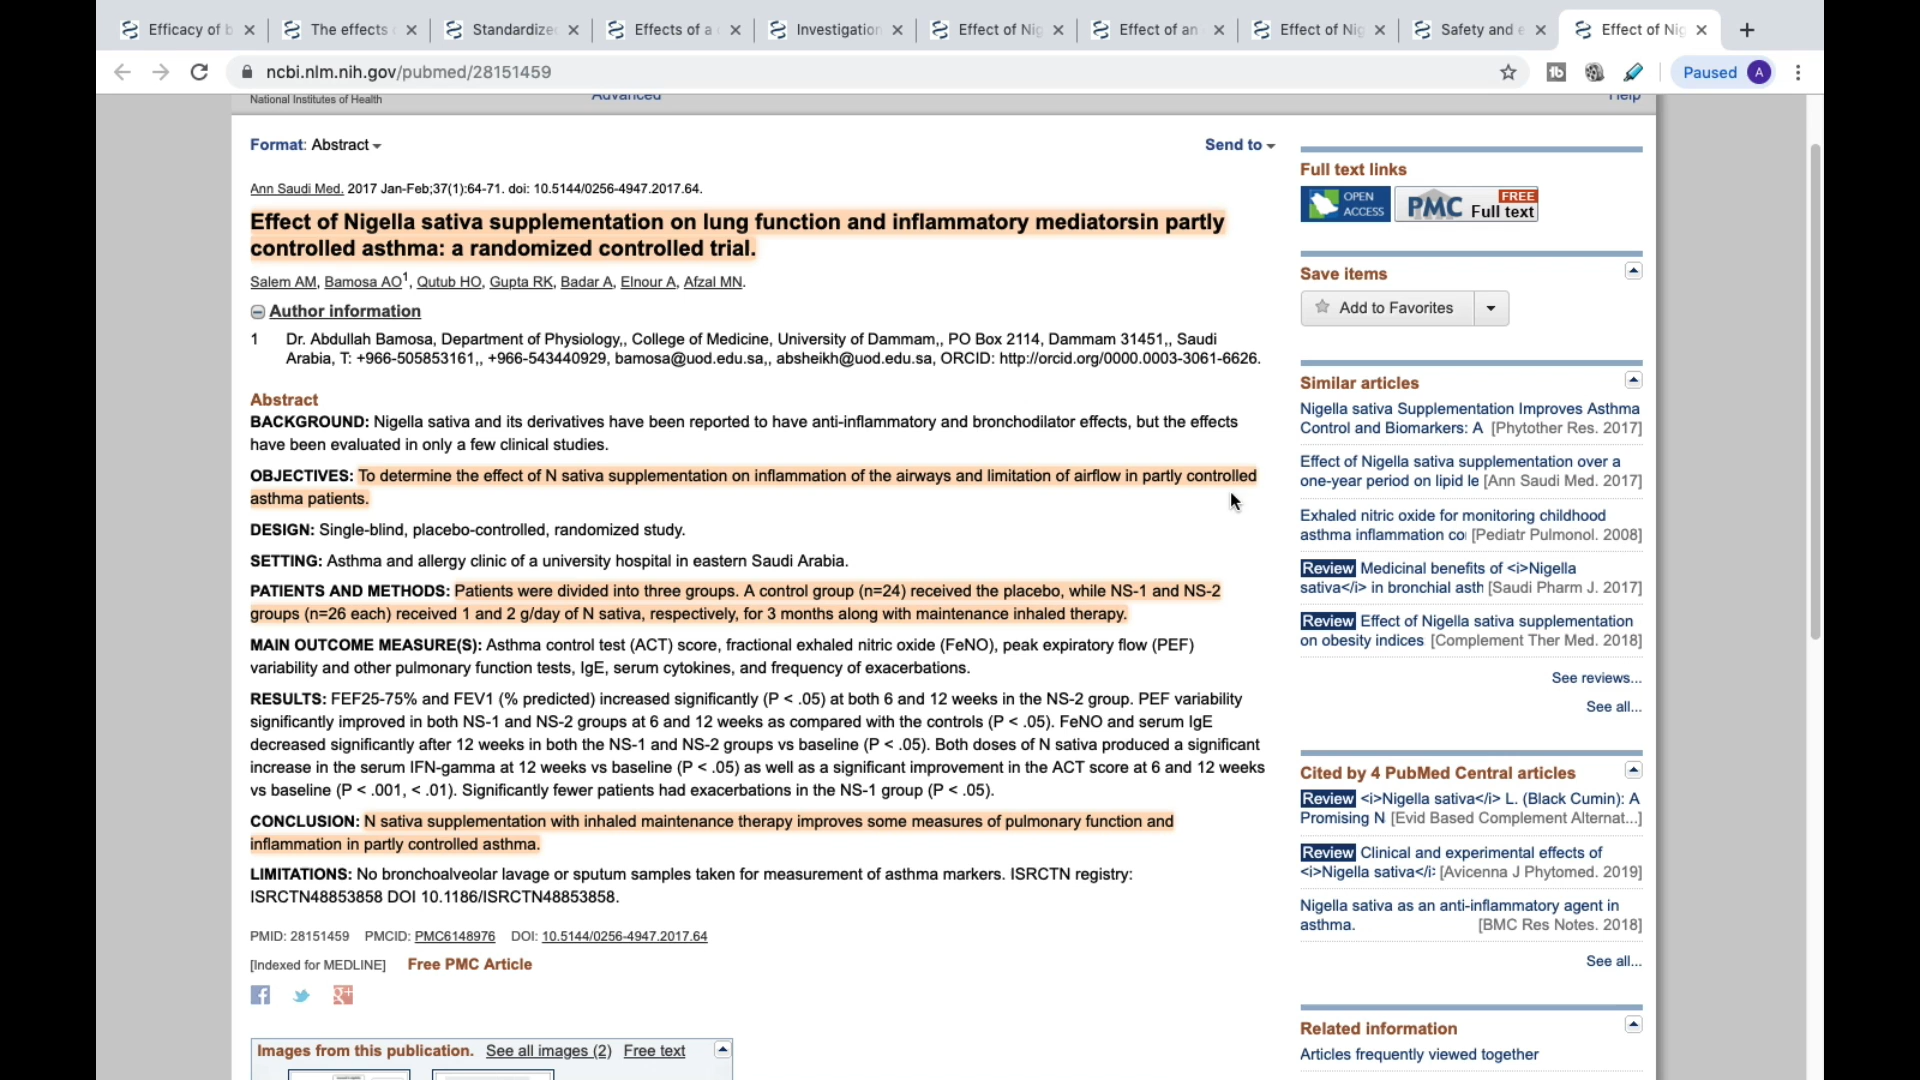 Efficacy of b
The effects
Standardize
Effects of a
Investigation
Effect of Nig
Effect of an
Effect of Nig
Safety and e
Effect of Nig
ncbi.nlm.nih.gov/pubmed/28151459
Paused A
National Institutes of Health
Advanced
Help
Format: Abstract
Send to
Ann Saudi Med. 2017 Jan-Feb;37(1):64-71. doi: 10.5144/0256-4947.2017.64.
Effect of Nigella sativa supplementation on lung function and inflammatory mediatorsin partly
controlled asthma: a randomized controlled trial.
Salem AM, Bamosa AO1, Qutub HO, Gupta RK, Badar A, Elnour A, Afzal MN.
Author information
1 Dr. Abdullah Bamosa, Department of Physiology,, College of Medicine, University of Dammam,, PO Box 2114, Dammam 31451,, Saudi
Arabia, T: +966-505853161,, +966-543440929, bamosa@uod.edu.sa,, absheikh@uod.edu.sa, ORCID: http://orcid.org/0000.0003-3061-6626.
Abstract
BACKGROUND: Nigella sativa and its derivatives have been reported to have anti-inflammatory and bronchodilator effects, but the effects
have been evaluated in only a few clinical studies.
OBJECTIVES: To determine the effect of N sativa supplementation on inflammation of the airways and limitation of airflow in partly controlled
asthma patients.
DESIGN: Single-blind, placebo-controlled, randomized study.
SETTING: Asthma and allergy clinic of a university hospital in eastern Saudi Arabia.
PATIENTS AND METHODS: Patients were divided into three groups. A control group (n=24) received the placebo, while NS-1 and NS-2
groups (n=26 each) received 1 and 2 g/day of N sativa, respectively, for 3 months along with maintenance inhaled therapy.
MAIN OUTCOME MEASURE(S): Asthma control test (ACT) score, fractional exhaled nitric oxide (FeNO), peak expiratory flow (PEF)
variability and other pulmonary function tests, IgE, serum cytokines, and frequency of exacerbations.
RESULTS: FEF25-75% and FEV1 (% predicted) increased significantly (P < .05) at both 6 and 12 weeks in the NS-2 group. PEF variability
significantly improved in both NS-1 and NS-2 groups at 6 and 12 weeks as compared with the controls (P < .05). FeNO and serum IgE
decreased significantly after 12 weeks in both the NS-1 and NS-2 groups vs baseline (P < .05). Both doses of N sativa produced a significant
increase in the serum IFN-gamma at 12 weeks vs baseline (P < .05) as well as a significant improvement in the ACT score at 6 and 12 weeks
vs baseline (P < .001, < .01). Significantly fewer patients had exacerbations in the NS-1 group (P < .05).
CONCLUSION: N sativa supplementation with inhaled maintenance therapy improves some measures of pulmonary function and
inflammation in partly controlled asthma.
LIMITATIONS: No bronchoalveolar lavage or sputum samples taken for measurement of asthma markers. ISRCTN registry:
ISRCTN48853858 DOI 10.1186/ISRCTN48853858.
PMID: 28151459 PMCID: PMC6148976 DOI: 10.5144/0256-4947.2017.64
[Indexed for MEDLINE] Free PMC Article
Images from this publication. See all images (2) Free text
Full text links
OPEN
ACCESS
PMC FREE
Full text
Save items
Add to Favorites
Similar articles
Nigella sativa Supplementation Improves Asthma
Control and Biomarkers: A [Phytother Res. 2017]
Effect of Nigella sativa supplementation over a
one-year period on lipid le [Ann Saudi Med. 2017]
Exhaled nitric oxide for monitoring childhood
asthma inflammation co [Pediatr Pulmonol. 2008]
Review Medicinal benefits of <i>Nigella
sativa</i> in bronchial asth [Saudi Pharm J. 2017]
Review Effect of Nigella sativa supplementation
on obesity indices [Complement Ther Med. 2018]
See reviews...
See all...
Cited by 4 PubMed Central articles
Review <i>Nigella sativa</i> L. (Black Cumin): A
Promising N [Evid Based Complement Alternat...]
Review Clinical and experimental effects of
<i>Nigella sativa</i: [Avicenna J Phytomed. 2019]
Nigella sativa as an anti-inflammatory agent in
asthma. [BMC Res Notes. 2018]
See all...
Related information
Articles frequently viewed together